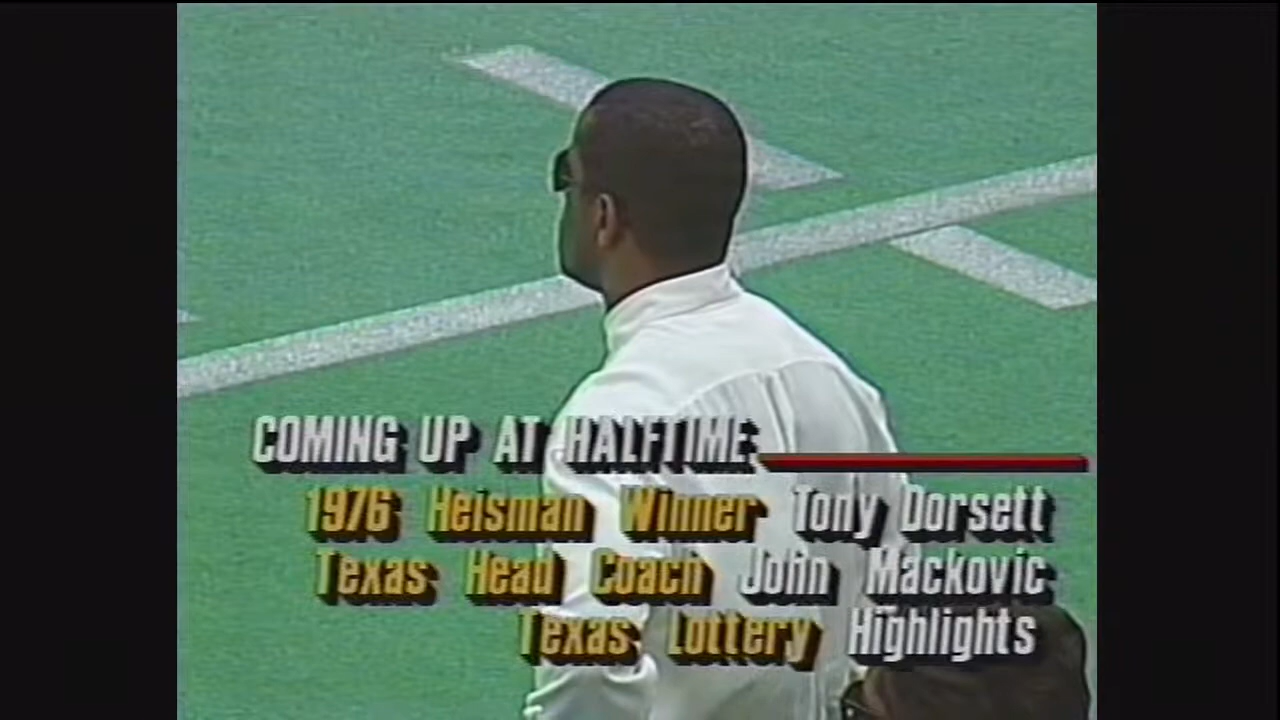 COMING UP AT HALFTIME:
1976 Heisman Winner Tony Dorsett
Texas Head Coach John Mackovic
Texas Lottery Highlights